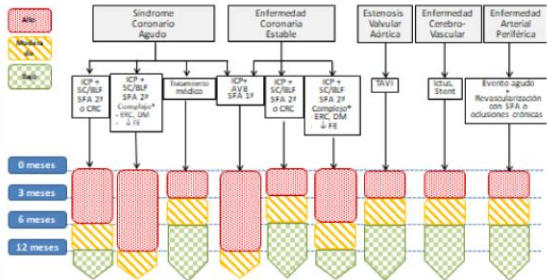 Alto
Moderado
Bajo
Síndrome
Coronario
Agudo
Enfermedad
Coronaria
Estable
Estenosis
Valvular
Aórtica
Enfermedad
Cerebro-
Vascular
Enfermedad
Arterial
Periférica
ICP +
SC/BLF
SFA 2ª
o CRC
ICP +
SC/BLF
SFA 2ª
Complejo*
- ERC, DM
- ↓ FE
Tratamiento
médico
ICP+
AVB
SFA 1ª
ICP +
SC/BLF
SFA 2ª
o CRC
ICP +
SC/BLF
SFA 2ª
Complejo*
- ERC, DM
↓ FE
TAVI
Ictus,
Stent
Evento agudo
+
Revascularización
con SFA o
oclusiones crónicas
0 meses
3 meses
6 meses
12 meses